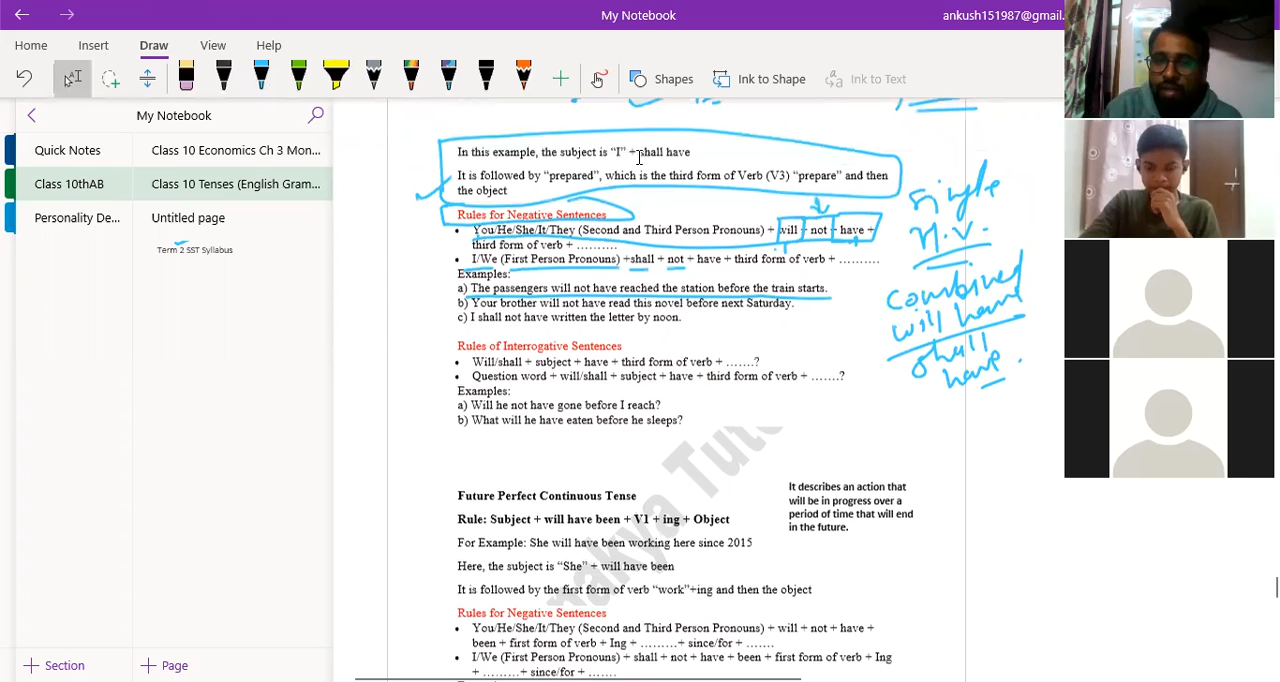 My Notebook
ankush151987@gmail.
Home Insert Draw View Help
Shapes Ink to Shape Ink to Text
My Notebook
Quick Notes
Class 10thAB
Personality De...
Class 10 Economics Ch 3 Mon...
Class 10 Tenses (English Gram...
Untitled page
Term 2 SST Syllabus
In this example, the subject is “I” + shall have
It is followed by “prepared”, which is the third form of Verb (V3) “prepare” and then
the object
Rules for Negative Sentences
• You/He/She/It/They (Second and Third Person Pronouns) + will + not + have +
third form of verb + ……….
• I/We (First Person Pronouns) +shall + not + have + third form of verb + ……….
Examples:
a) The passengers will not have reached the station before the train starts.
b) Your brother will not have read this novel before next Saturday.
c) I shall not have written the letter by noon.
Rules of Interrogative Sentences
• Will/shall + subject + have + third form of verb + …….?
• Question word + will/shall + subject + have + third form of verb + …….?
Examples:
a) Will he not have gone before I reach?
b) What will he have eaten before he sleeps?
single
H.V.
combined
will have
shall
have
Future Perfect Continuous Tense
Rule: Subject + will have been + V1 + ing + Object
For Example: She will have been working here since 2015
Here, the subject is “She” + will have been
It is followed by the first form of verb “work”+ing and then the object
It describes an action that
will be in progress over a
period of time that will end
in the future.
Rules for Negative Sentences
• You/He/She/It/They (Second and Third Person Pronouns) + will + not + have +
been + first form of verb + Ing + ………+ since/for + …….
• I/We (First Person Pronouns) + shall + not + have + been + first form of verb + Ing
+ ………+ since/for + …….
Section
Page